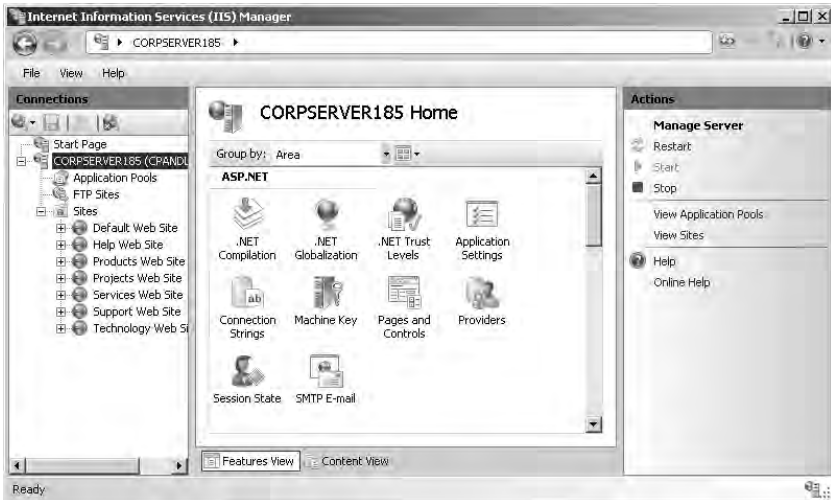 Internet Information Services (IIS) Manager
CORPSERVER185
File View Help
Connections
Start Page
CORPSERVER185 (CPANDL
Application Pools
FTP Sites
Sites
Default Web Site
Help Web Site
Products Web Site
Projects Web Site
Services Web Site
Support Web Site
Technology Web Si
CORPSERVER185 Home
Group by: Area
ASP.NET
.NET Compilation
.NET Globalization
.NET Trust Levels
Application Settings
ab
Connection Strings
Machine Key
Pages and Controls
Providers
Session State
SMTP E-mail
Features View
Content View
Actions
Manage Server
Restart
Start
Stop
View Application Pools
View Sites
Help
Online Help
Ready